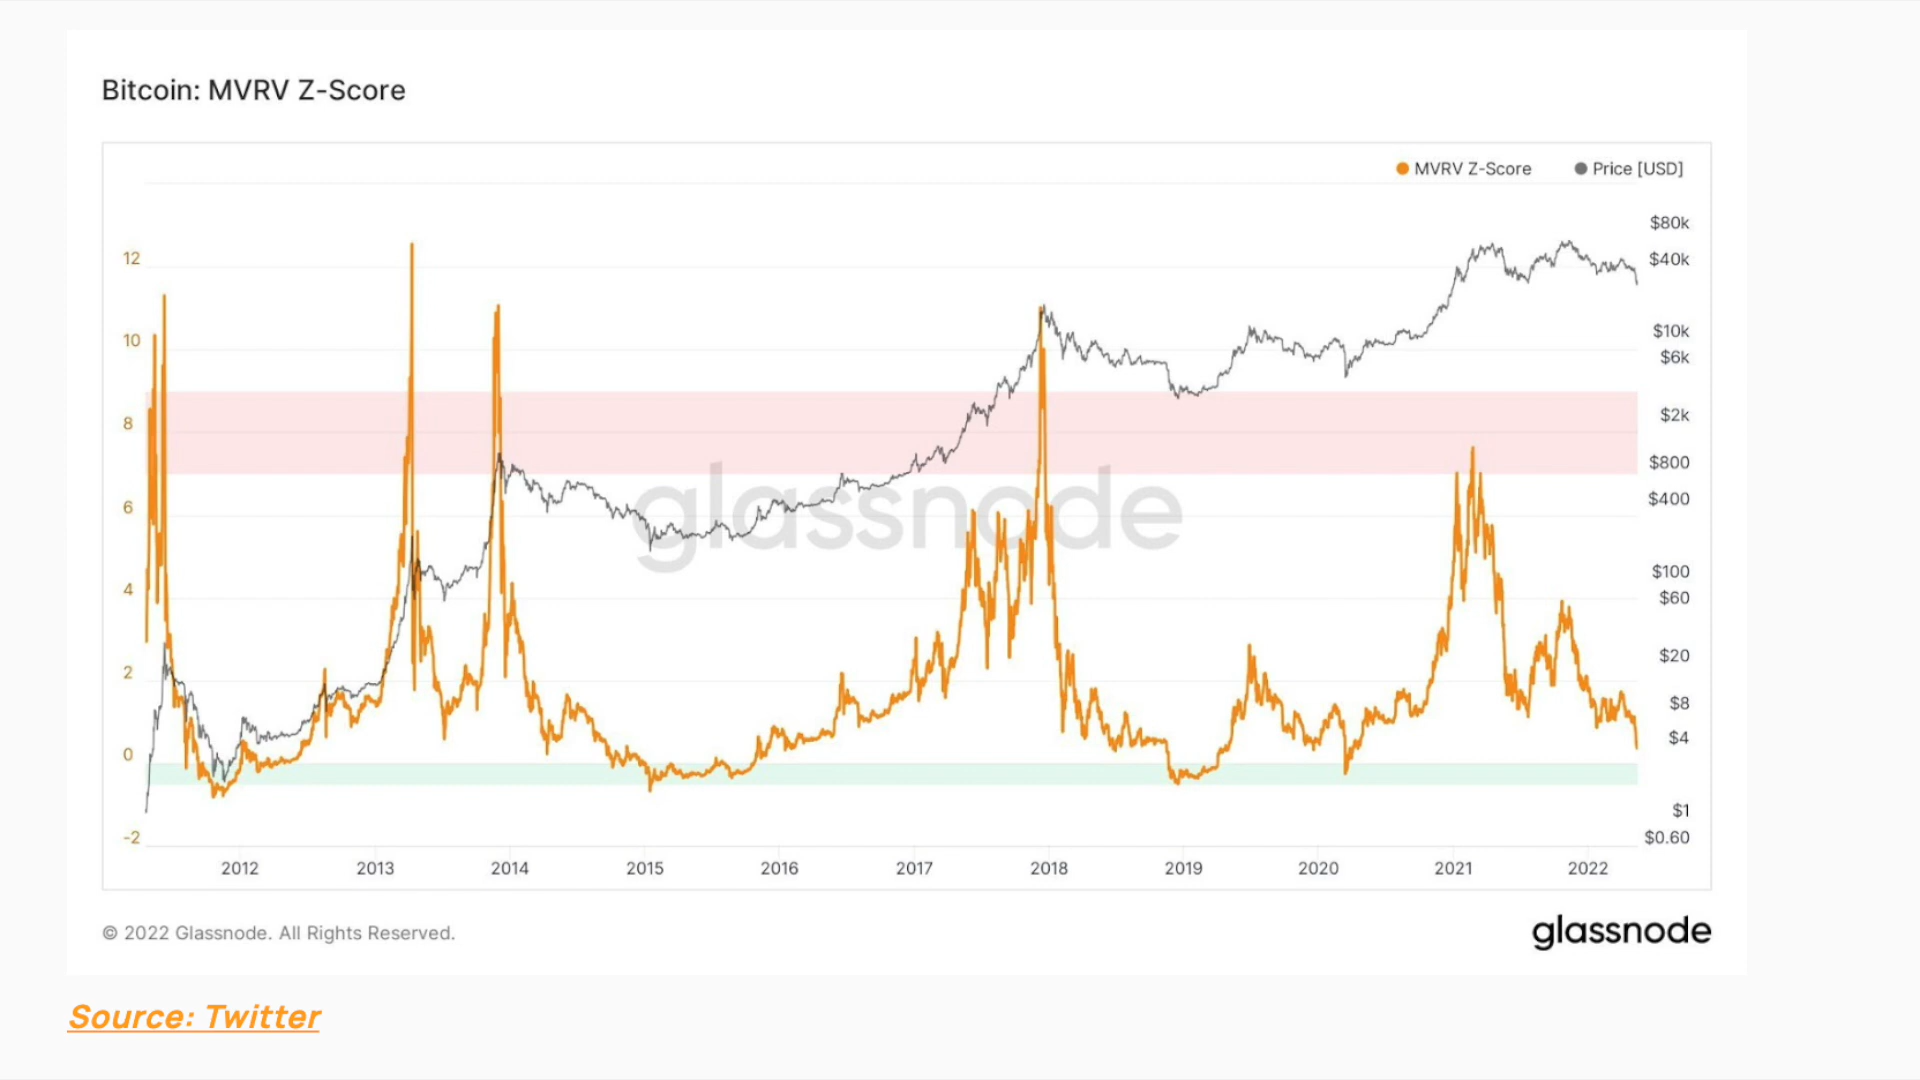 Bitcoin: MVRV Z-Score
MVRV Z-Score
Price [USD]
12
10
8
6
4
2
0
-2
$80k
$40k
$10k
$6k
$2k
$800
$400
$100
$60
$20
$8
$4
$1
$0.60
glassnode
2012 2013 2014 2015 2016 2017 2018 2019 2020 2021 2022
© 2022 Glassnode. All Rights Reserved.
glassnode
Source: Twitter